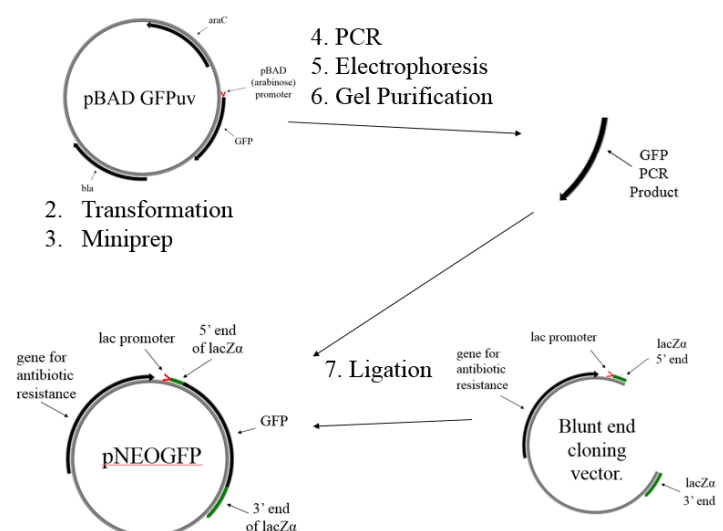 araC
pBAD
(arabinose)
promoter
pBAD GFPuv
GFP
bla
4. PCR
5. Electrophoresis
6. Gel Purification
GFP
PCR
Product
2. Transformation
3. Miniprep
lac promoter
5' end
of lacZα
gene for
antibiotic
resistance
GFP
pNEOGFP
3' end
of lacZα
7. Ligation
lac promoter
lacZα
5' end
gene for
antibiotic
resistance
Blunt end
cloning
vector.
lacZα
3' end